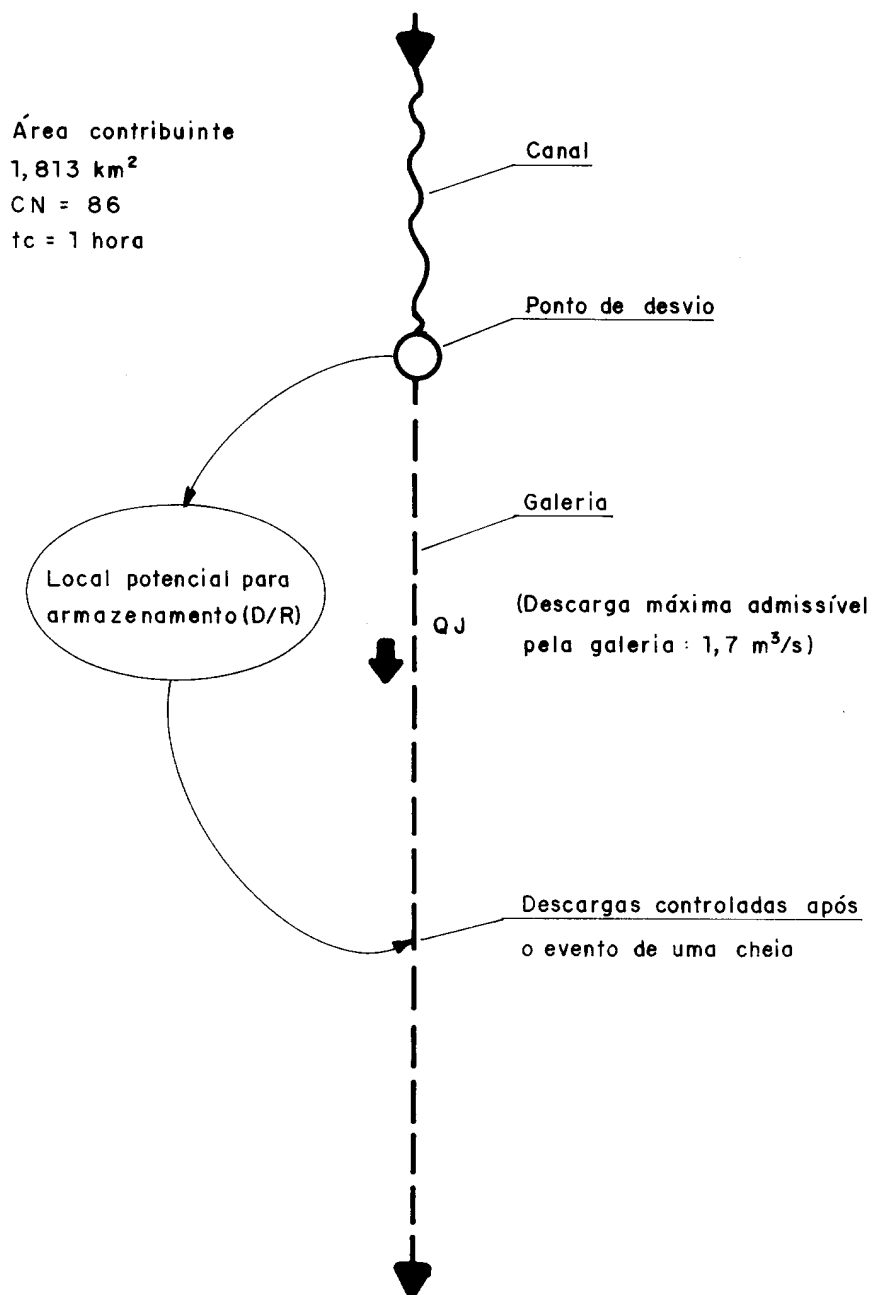 Área contribuinte
1,813 km²
CN = 86
tc = 1 hora
Canal
Ponto de desvio
Galeria
Local potencial para
armazenamento (D/R)
QJ
(Descarga máxima admissível
pela galeria : 1,7 m³/s)
Descargas controladas após
o evento de uma cheia